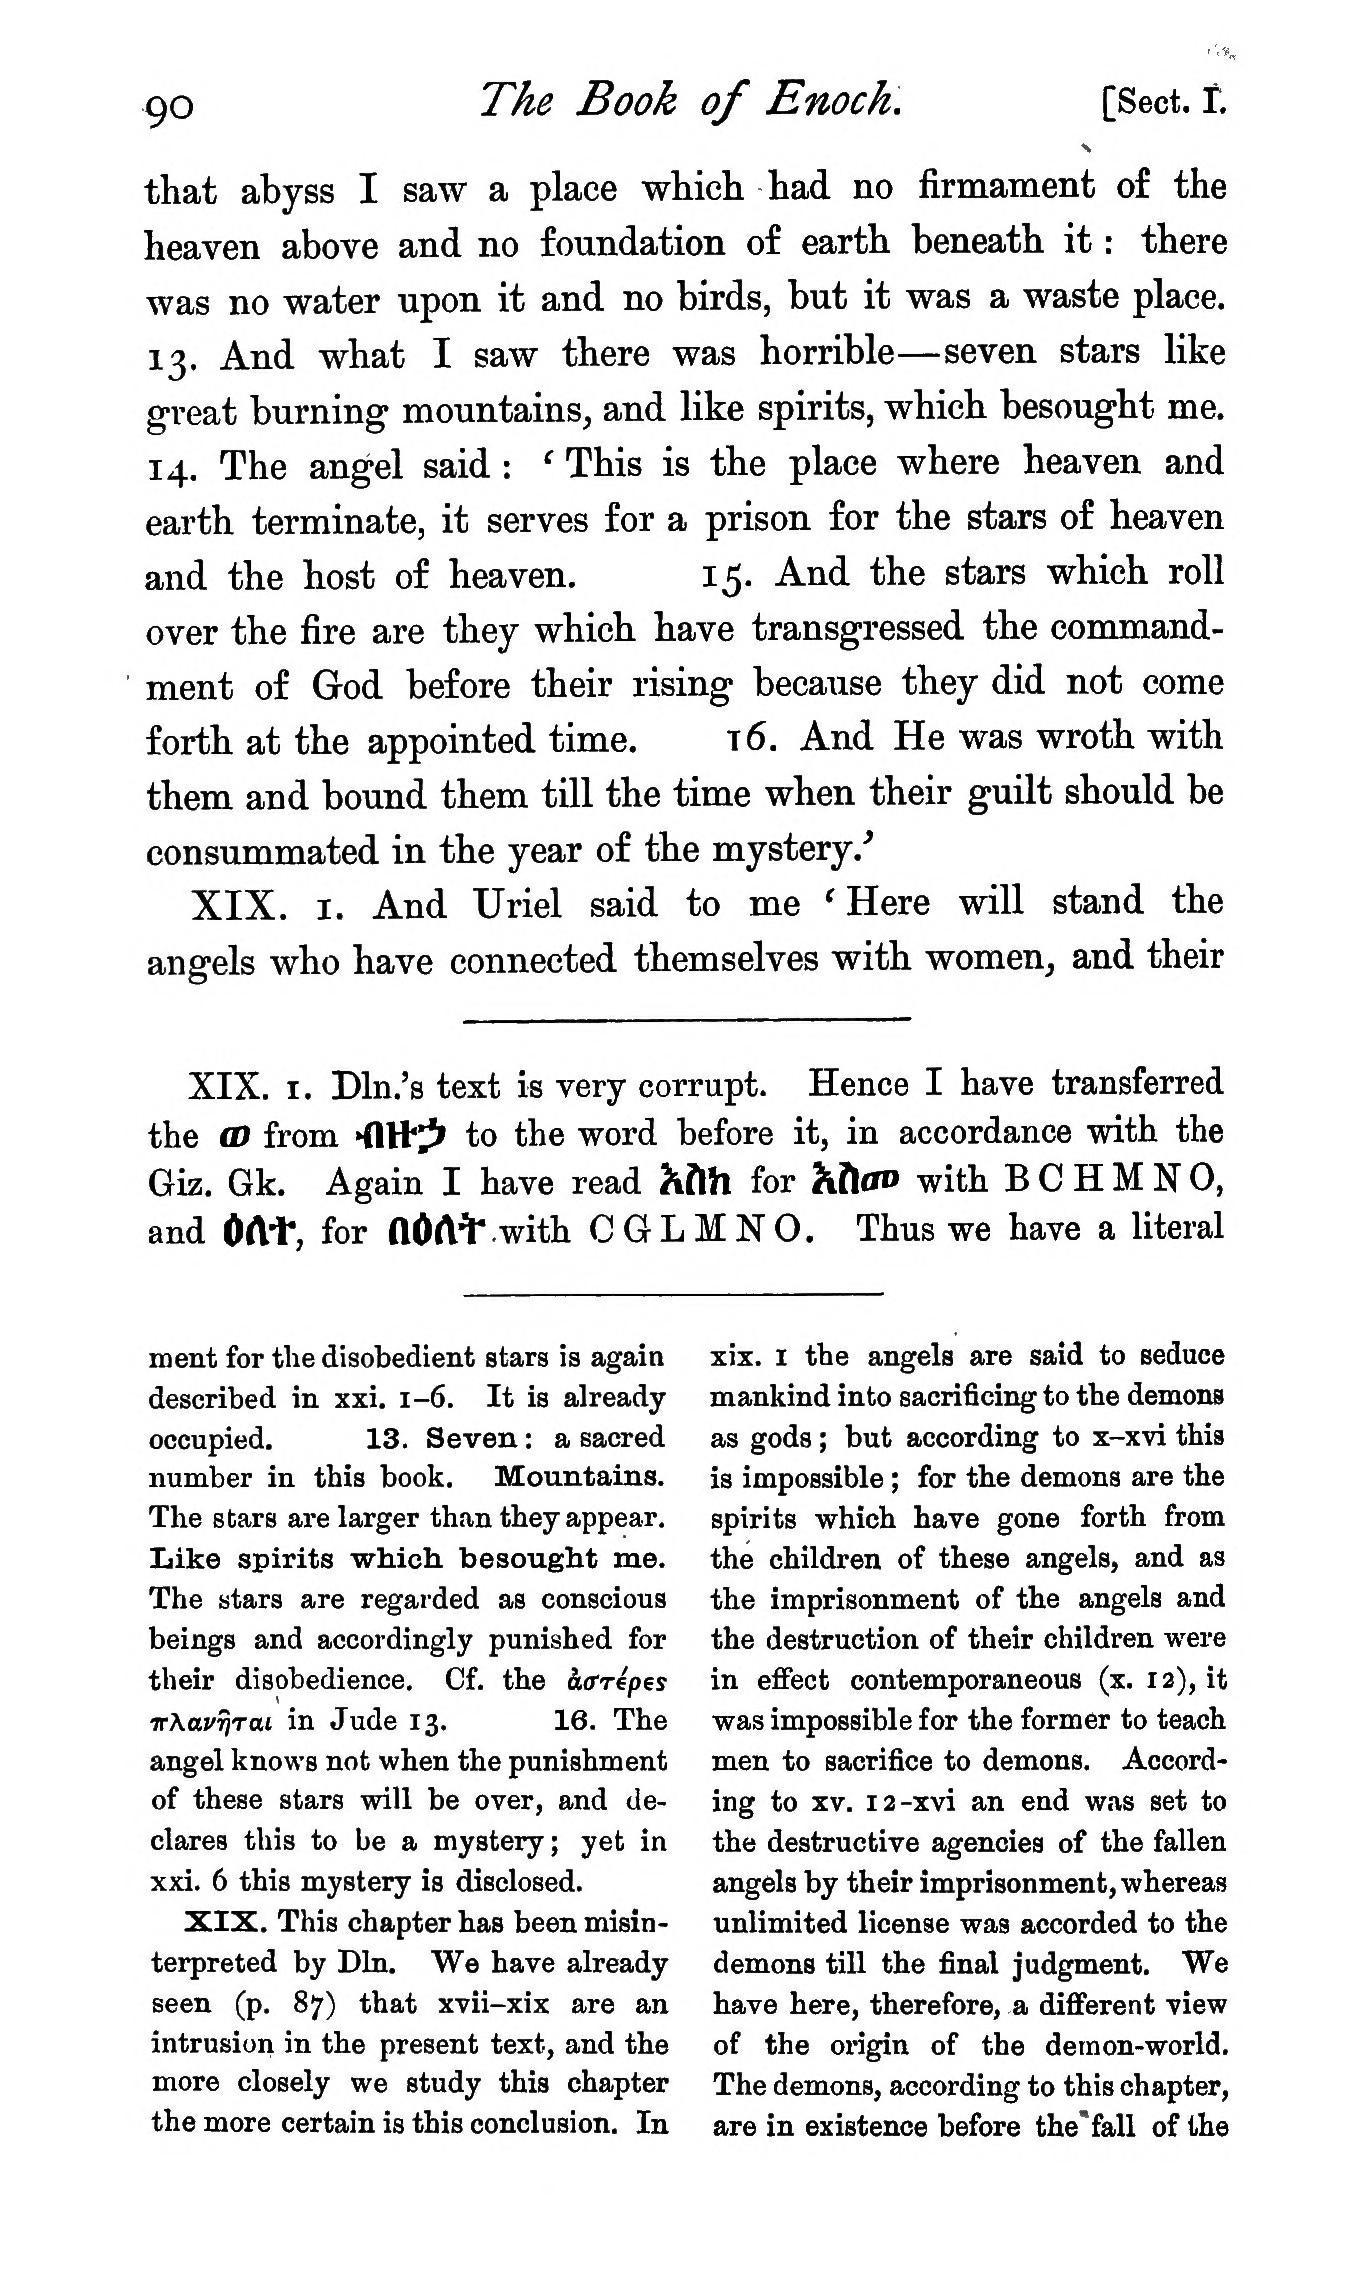 90 The Book of Enoch. [Sect. I.
that abyss I saw a place which had no firmament of the
heaven above and no foundation of earth beneath it : there
was no water upon it and no birds, but it was a waste place.
13. And what I saw there was horrible—seven stars like
great burning mountains, and like spirits, which besought me.
14. The angel said : ‘ This is the place where heaven and
earth terminate, it serves for a prison for the stars of heaven
and the host of heaven. 15. And the stars which roll
over the fire are they which have transgressed the command-
ment of God before their rising because they did not come
forth at the appointed time. 16. And He was wroth with
them and bound them till the time when their guilt should be
consummated in the year of the mystery.’
XIX. 1. And Uriel said to me ‘ Here will stand the
angels who have connected themselves with women, and their
XIX. 1. Dln.’s text is very corrupt. Hence I have transferred
the ወ from ብዙኃ to the word before it, in accordance with the
Giz. Gk. Again I have read እስከ for እስመ with B C H M N O,
and ዕለተ, for በዕለት with C G L M N O. Thus we have a literal
ment for the disobedient stars is again
described in xxi. 1–6. It is already
occupied. 13. Seven : a sacred
number in this book. Mountains.
The stars are larger than they appear.
Like spirits which besought me.
The stars are regarded as conscious
beings and accordingly punished for
their disobedience. Cf. the ἀστέρες
πλανῆται in Jude 13. 16. The
angel knows not when the punishment
of these stars will be over, and de-
clares this to be a mystery ; yet in
xxi. 6 this mystery is disclosed.
XIX. This chapter has been misin-
terpreted by Dln. We have already
seen (p. 87) that xvii–xix are an
intrusion in the present text, and the
more closely we study this chapter
the more certain is this conclusion. In
xix. 1 the angels are said to seduce
mankind into sacrificing to the demons
as gods ; but according to x–xvi this
is impossible ; for the demons are the
spirits which have gone forth from
the children of these angels, and as
the imprisonment of the angels and
the destruction of their children were
in effect contemporaneous (x. 12), it
was impossible for the former to teach
men to sacrifice to demons. Accord-
ing to xv. 12–xvi an end was set to
the destructive agencies of the fallen
angels by their imprisonment, whereas
unlimited license was accorded to the
demons till the final judgment. We
have here, therefore, a different view
of the origin of the demon-world.
The demons, according to this chapter,
are in existence before the fall of the